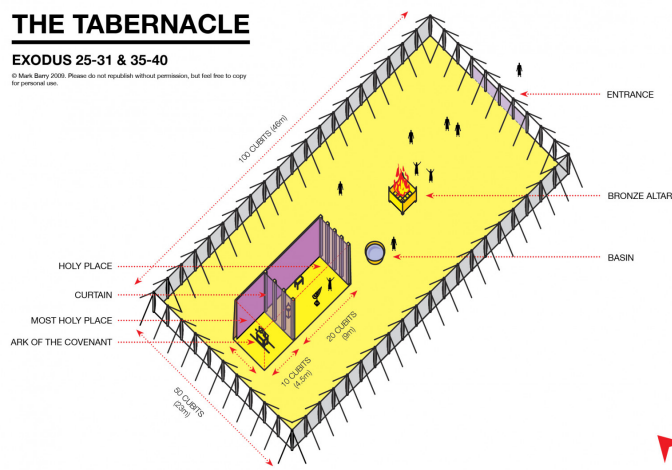 THE TABERNACLE
EXODUS 25-31 & 35-40
© Mark Barry 2009. Please do not republish without permission, but feel free to copy
for personal use.
100 CUBITS (46m)
ENTRANCE
BRONZE ALTAR
BASIN
HOLY PLACE
CURTAIN
MOST HOLY PLACE
ARK OF THE COVENANT
20 CUBITS
(9m)
10 CUBITS
(4.5m)
50 CUBITS
(23m)